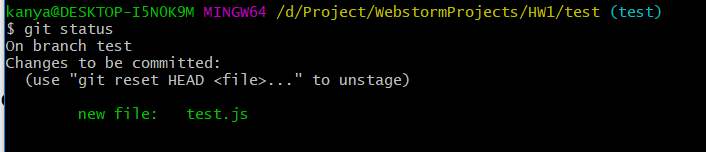 kanya@DESKTOP-I5NOK9M MINGW64 /d/Project/WebstormProjects/HW1/test (test)
$ git status
On branch test
Changes to be committed:
  (use "git reset HEAD <file>..." to unstage)
        new file:   test.js